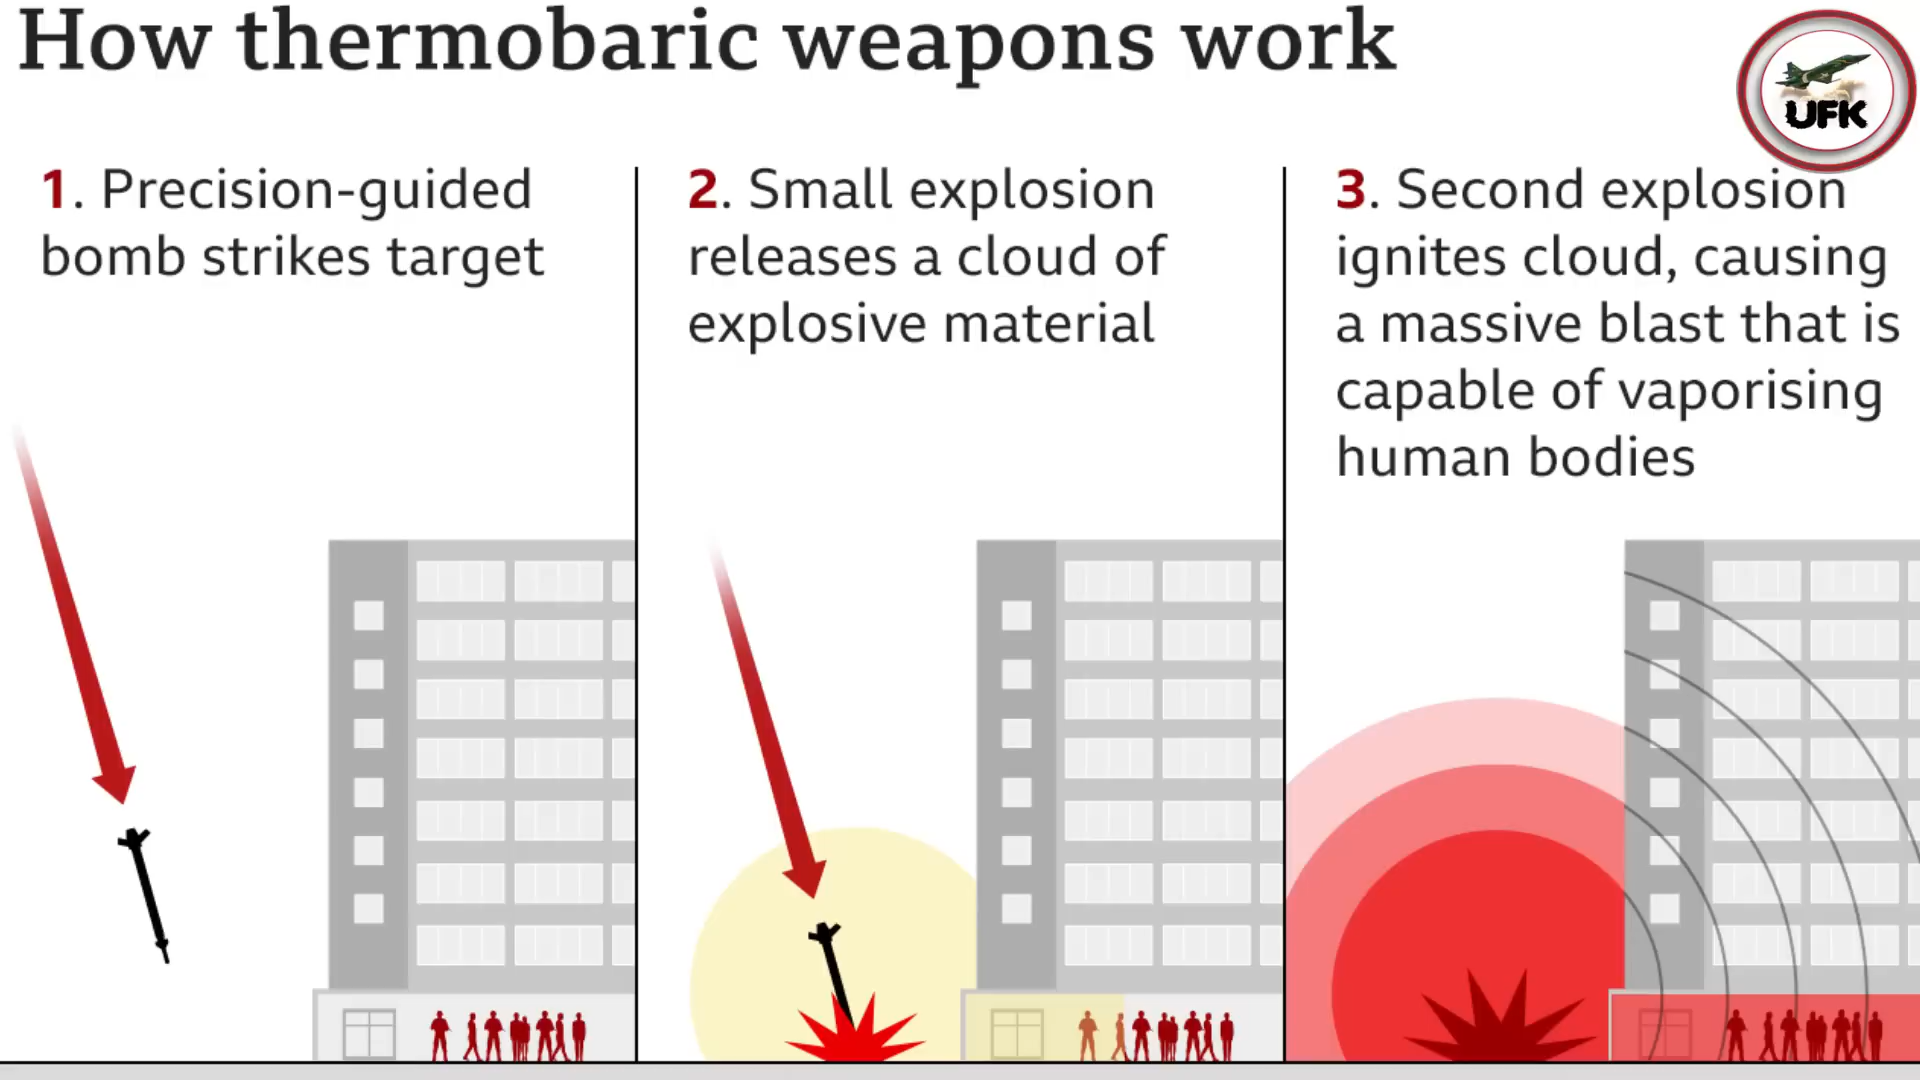 How thermobaric weapons work
UFK
1. Precision-guided
bomb strikes target
2. Small explosion
releases a cloud of
explosive material
3. Second explosion
ignites cloud, causing
a massive blast that is
capable of vaporising
human bodies